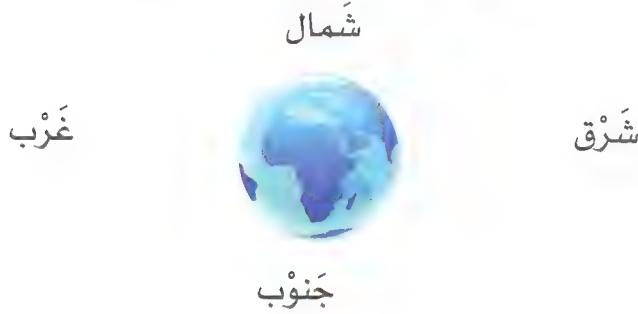 شَمال
شَرْق
غَرْب
جَنوْب